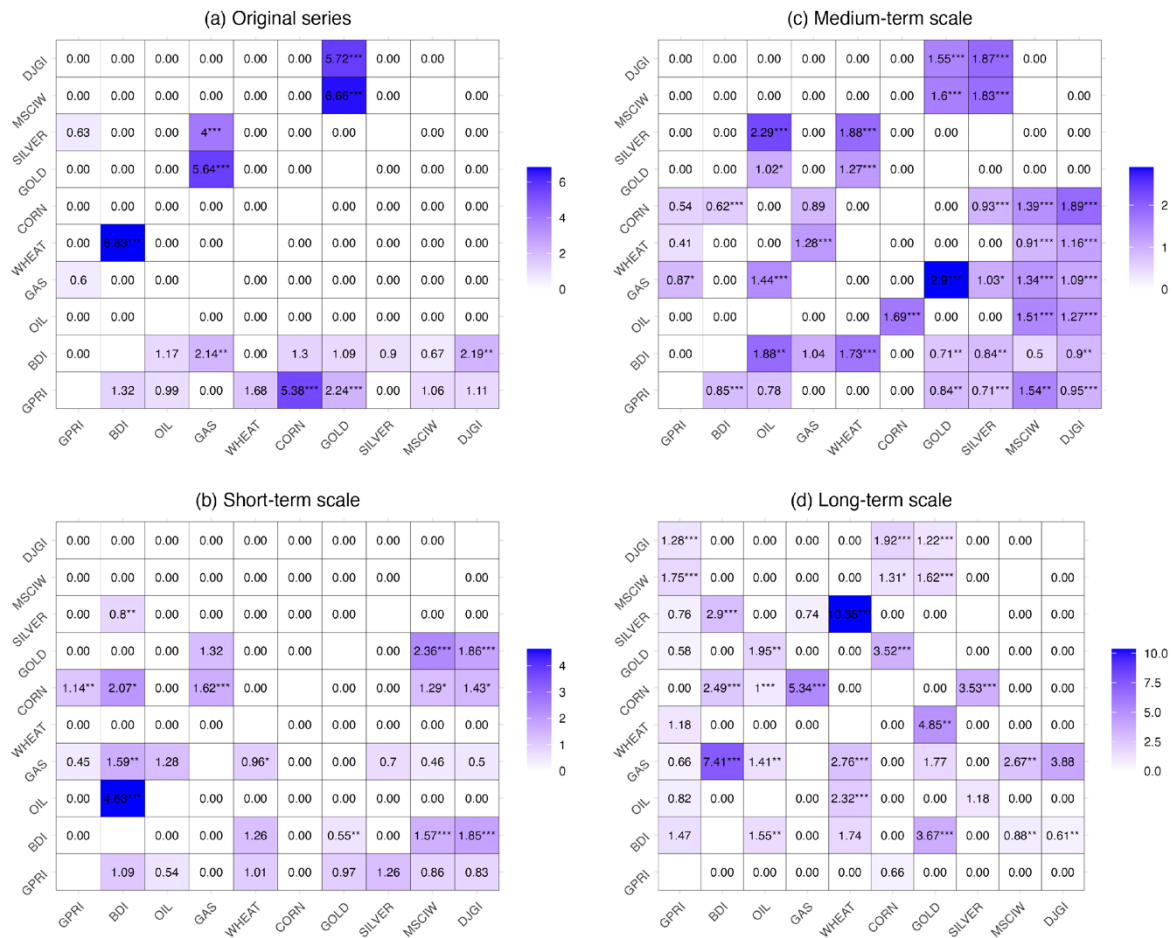 (a) Original series
DJGI 0.00 0.00 0.00 0.00 0.00 0.00 5.72*** 0.00 0.00
MSCIW 0.00 0.00 0.00 0.00 0.00 0.00 6.66*** 0.00 0.00
SILVER 0.63 0.00 0.00 4*** 0.00 0.00 0.00 0.00 0.00
GOLD 0.00 0.00 0.00 5.64*** 0.00 0.00 0.00 0.00 0.00
CORN 0.00 0.00 0.00 0.00 0.00 0.00 0.00 0.00 0.00
WHEAT 0.00 6.83*** 0.00 0.00 0.00 0.00 0.00 0.00 0.00
GAS 0.6 0.00 0.00 0.00 0.00 0.00 0.00 0.00 0.00
OIL 0.00 0.00 0.00 0.00 0.00 0.00 0.00 0.00 0.00
BDI 0.00 1.17 2.14** 0.00 1.3 1.09 0.9 0.67 2.19**
GPRI 1.32 0.99 0.00 1.68 5.38*** 2.24*** 0.00 1.06 1.11
GPRI BDI OIL GAS WHEAT CORN GOLD SILVER MSCIW DJGI
6
4
2
0
(c) Medium-term scale
DJGI 0.00 0.00 0.00 0.00 0.00 0.00 1.55*** 1.87*** 0.00
MSCIW 0.00 0.00 0.00 0.00 0.00 0.00 1.6*** 1.83*** 0.00
SILVER 0.00 0.00 2.29*** 0.00 1.88*** 0.00 0.00 0.00 0.00
GOLD 0.00 0.00 1.02* 0.00 1.27*** 0.00 0.00 0.00 0.00
CORN 0.54 0.62*** 0.00 0.89 0.00 0.00 0.93*** 1.39*** 1.89***
WHEAT 0.41 0.00 0.00 1.28*** 0.00 0.00 0.00 0.91*** 1.16***
GAS 0.87* 0.00 1.44*** 0.00 0.00 2.9*** 1.03* 1.34*** 1.09***
OIL 0.00 0.00 0.00 0.00 1.69*** 0.00 0.00 1.51*** 1.27***
BDI 0.00 1.88*** 1.04 1.73*** 0.00 0.71** 0.84** 0.5 0.9**
GPRI 0.85*** 0.78 0.00 0.00 0.00 0.84** 0.71*** 1.54** 0.95***
GPRI BDI OIL GAS WHEAT CORN GOLD SILVER MSCIW DJGI
2
1
0
(b) Short-term scale
DJGI 0.00 0.00 0.00 0.00 0.00 0.00 0.00 0.00 0.00
MSCIW 0.00 0.00 0.00 0.00 0.00 0.00 0.00 0.00 0.00
SILVER 0.00 0.8** 0.00 0.00 0.00 0.00 0.00 0.00 0.00
GOLD 0.00 0.00 0.00 1.32 0.00 0.00 0.00 2.36*** 1.86***
CORN 1.14** 2.07* 0.00 1.62*** 0.00 0.00 0.00 1.29* 1.43*
WHEAT 0.00 0.00 0.00 0.00 0.00 0.00 0.00 0.00 0.00
GAS 0.45 1.59** 1.28 0.96* 0.00 0.00 0.7 0.46 0.5
OIL 0.00 4.63*** 0.00 0.00 0.00 0.00 0.00 0.00 0.00
BDI 0.00 0.00 0.00 1.26 0.00 0.55** 0.00 1.57*** 1.85***
GPRI 1.09 0.54 0.00 1.01 0.00 0.97 1.26 0.86 0.83
GPRI BDI OIL GAS WHEAT CORN GOLD SILVER MSCIW DJGI
4
3
2
1
0
(d) Long-term scale
DJGI 1.28*** 0.00 0.00 0.00 0.00 1.92*** 1.22*** 0.00 0.00
MSCIW 1.75*** 0.00 0.00 0.00 0.00 1.31* 1.62*** 0.00 0.00
SILVER 0.76 2.9*** 0.00 0.74 10.36*** 0.00 0.00 0.00 0.00
GOLD 0.58 0.00 1.95** 0.00 0.00 3.52*** 0.00 0.00 0.00
CORN 0.00 2.49*** 1*** 5.34*** 0.00 0.00 3.53*** 0.00 0.00
WHEAT 1.18 0.00 0.00 0.00 0.00 4.85** 0.00 0.00 0.00
GAS 0.66 7.41*** 1.41** 2.76*** 0.00 1.77 0.00 2.67** 3.88
OIL 0.82 0.00 0.00 2.32*** 0.00 0.00 1.18 0.00 0.00
BDI 1.47 1.55** 0.00 1.74 0.00 3.67*** 0.00 0.88** 0.61**
GPRI 0.00 0.00 0.00 0.00 0.66 0.00 0.00 0.00 0.00
GPRI BDI OIL GAS WHEAT CORN GOLD SILVER MSCIW DJGI
10.0
7.5
5.0
2.5
0.0